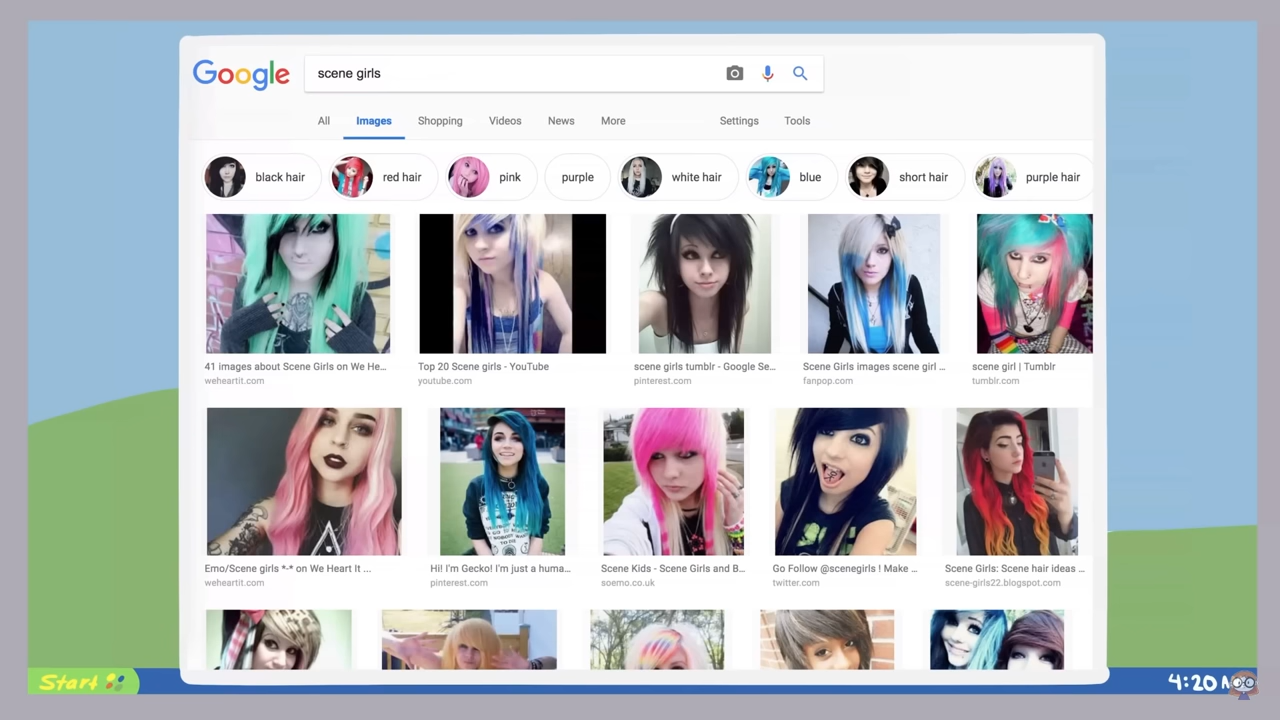 Google
scene girls
All Images Shopping Videos News More Settings Tools
black hair red hair pink purple white hair blue short hair purple hair
41 images about Scene Girls on We He...
weheartit.com
Top 20 Scene girls - YouTube
youtube.com
scene girls tumblr - Google Se...
pinterest.com
Scene Girls images scene girl ...
fanpop.com
scene girl | Tumblr
tumblr.com
Emo/Scene girls *-* on We Heart It ...
weheartit.com
Hi! I'm Gecko! I'm just a huma...
pinterest.com
Scene Kids - Scene Girls and B...
soemo.co.uk
Go Follow @scenegirls ! Make ...
twitter.com
Scene Girls: Scene hair ideas ...
scene-girls22.blogspot.com
Start
4:20